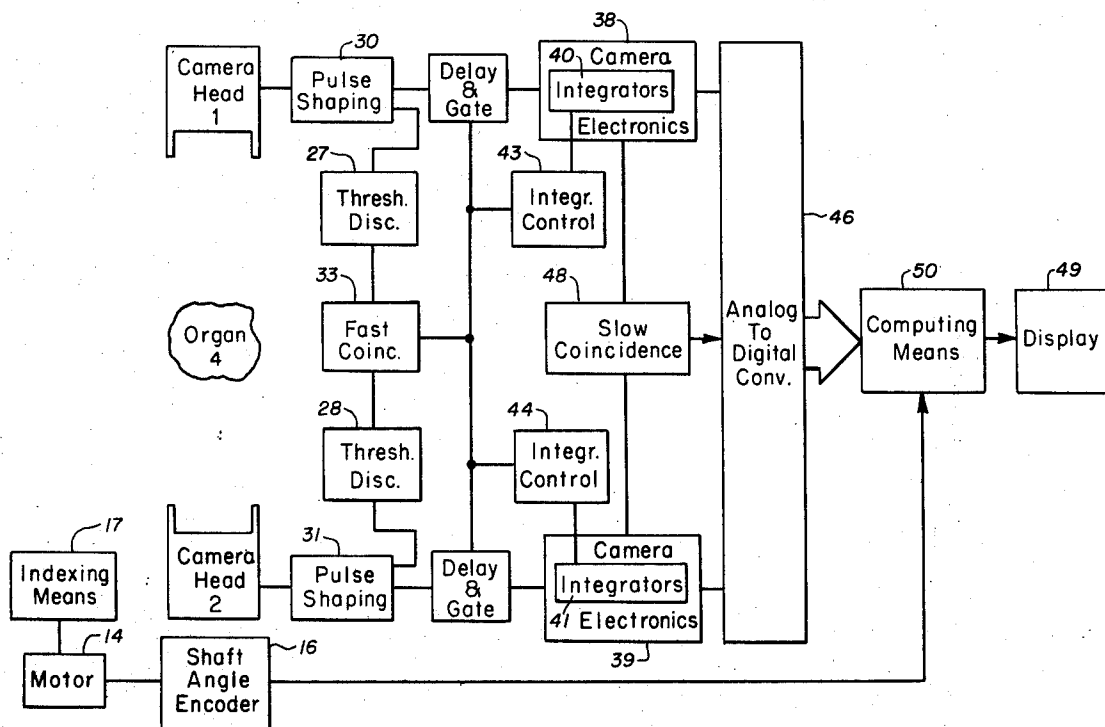 30
38
Camera
Head
1
Pulse
Shaping
Delay
&
Gate
40
Camera
Integrators
Electronics
27
Thresh.
Disc.
43
Integr.
Control
46
33
Fast
Coinc.
Organ
4
48
Slow
Coincidence
Analog
To
Digital
Conv.
50
Computing
Means
49
Display
28
Thresh.
Disc.
44
Integr.
Control
17
Indexing
Means
Camera
Head
2
31
Pulse
Shaping
Delay
&
Gate
Camera
Integrators
41 Electronics
39
14
Motor
16
Shaft
Angle
Encoder